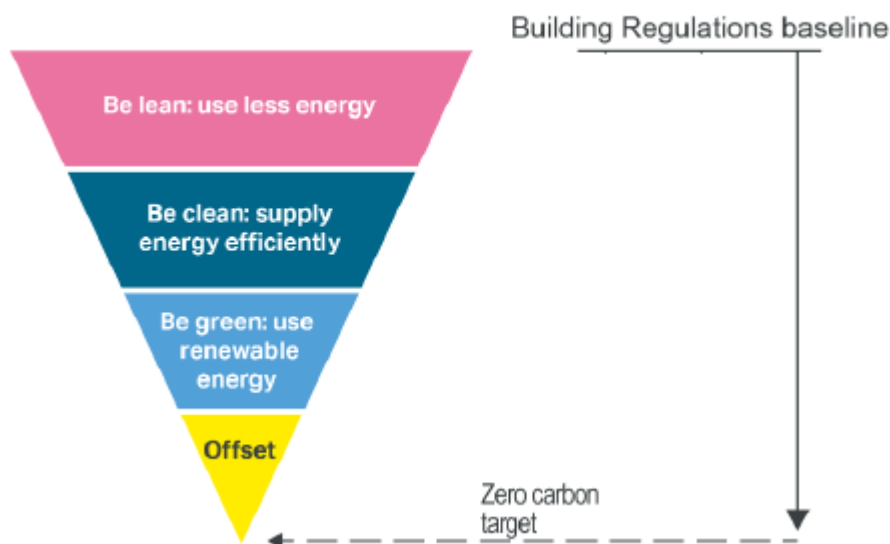 Building Regulations baseline
Be lean: use less energy
Be clean: supply
energy efficiently
Be green: use
renewable
energy
Offset
Zero carbon
target